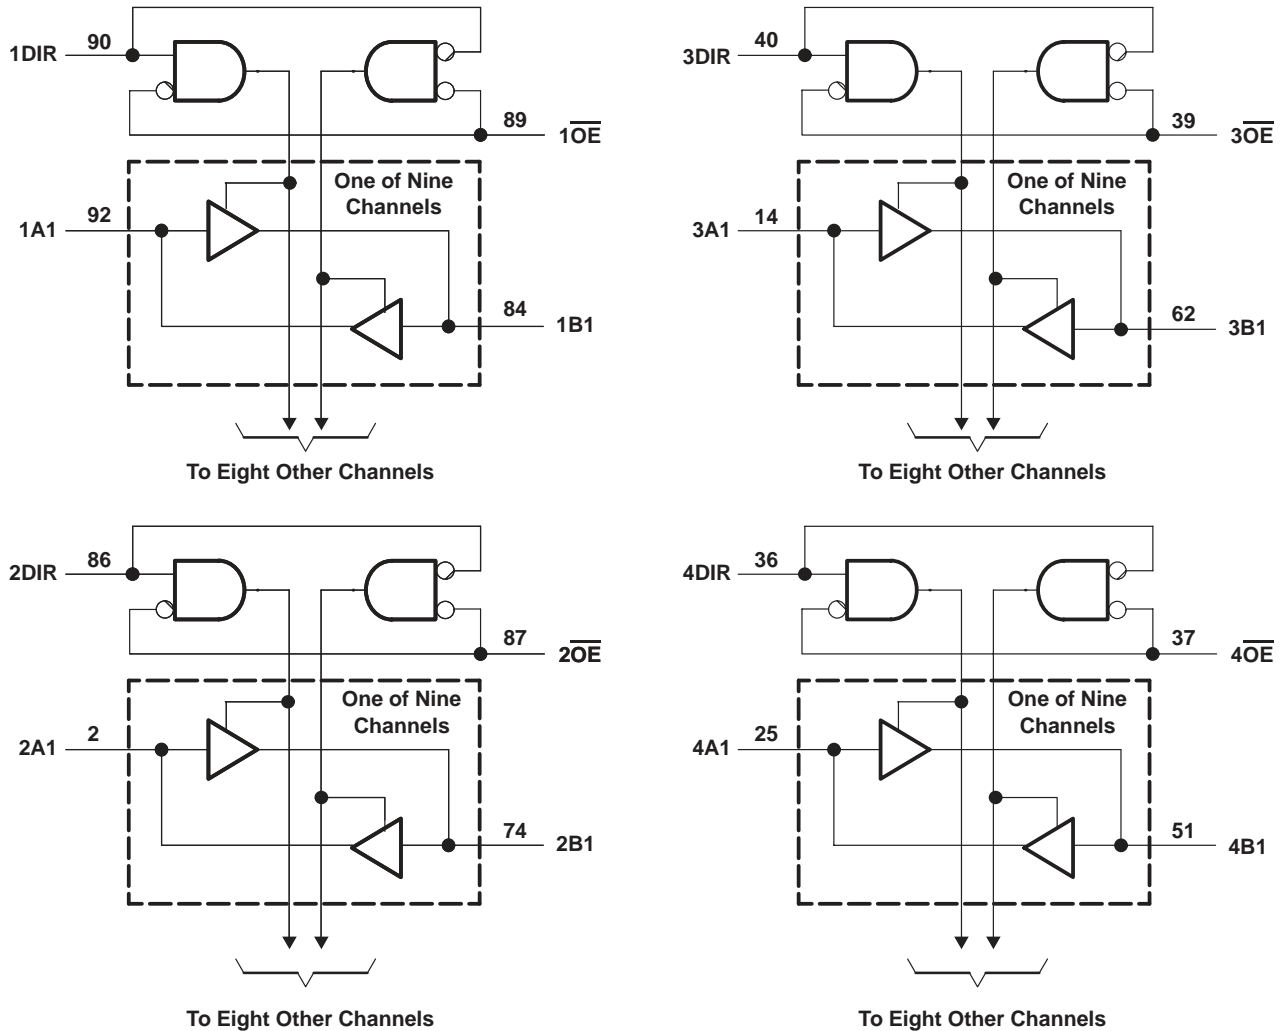 1DIR 90
89 1OE
One of Nine
Channels
1A1 92
84 1B1
To Eight Other Channels
3DIR 40
39 3OE
One of Nine
Channels
3A1 14
62 3B1
To Eight Other Channels
2DIR 86
87 2OE
One of Nine
Channels
2A1 2
74 2B1
To Eight Other Channels
4DIR 36
37 4OE
One of Nine
Channels
4A1 25
51 4B1
To Eight Other Channels